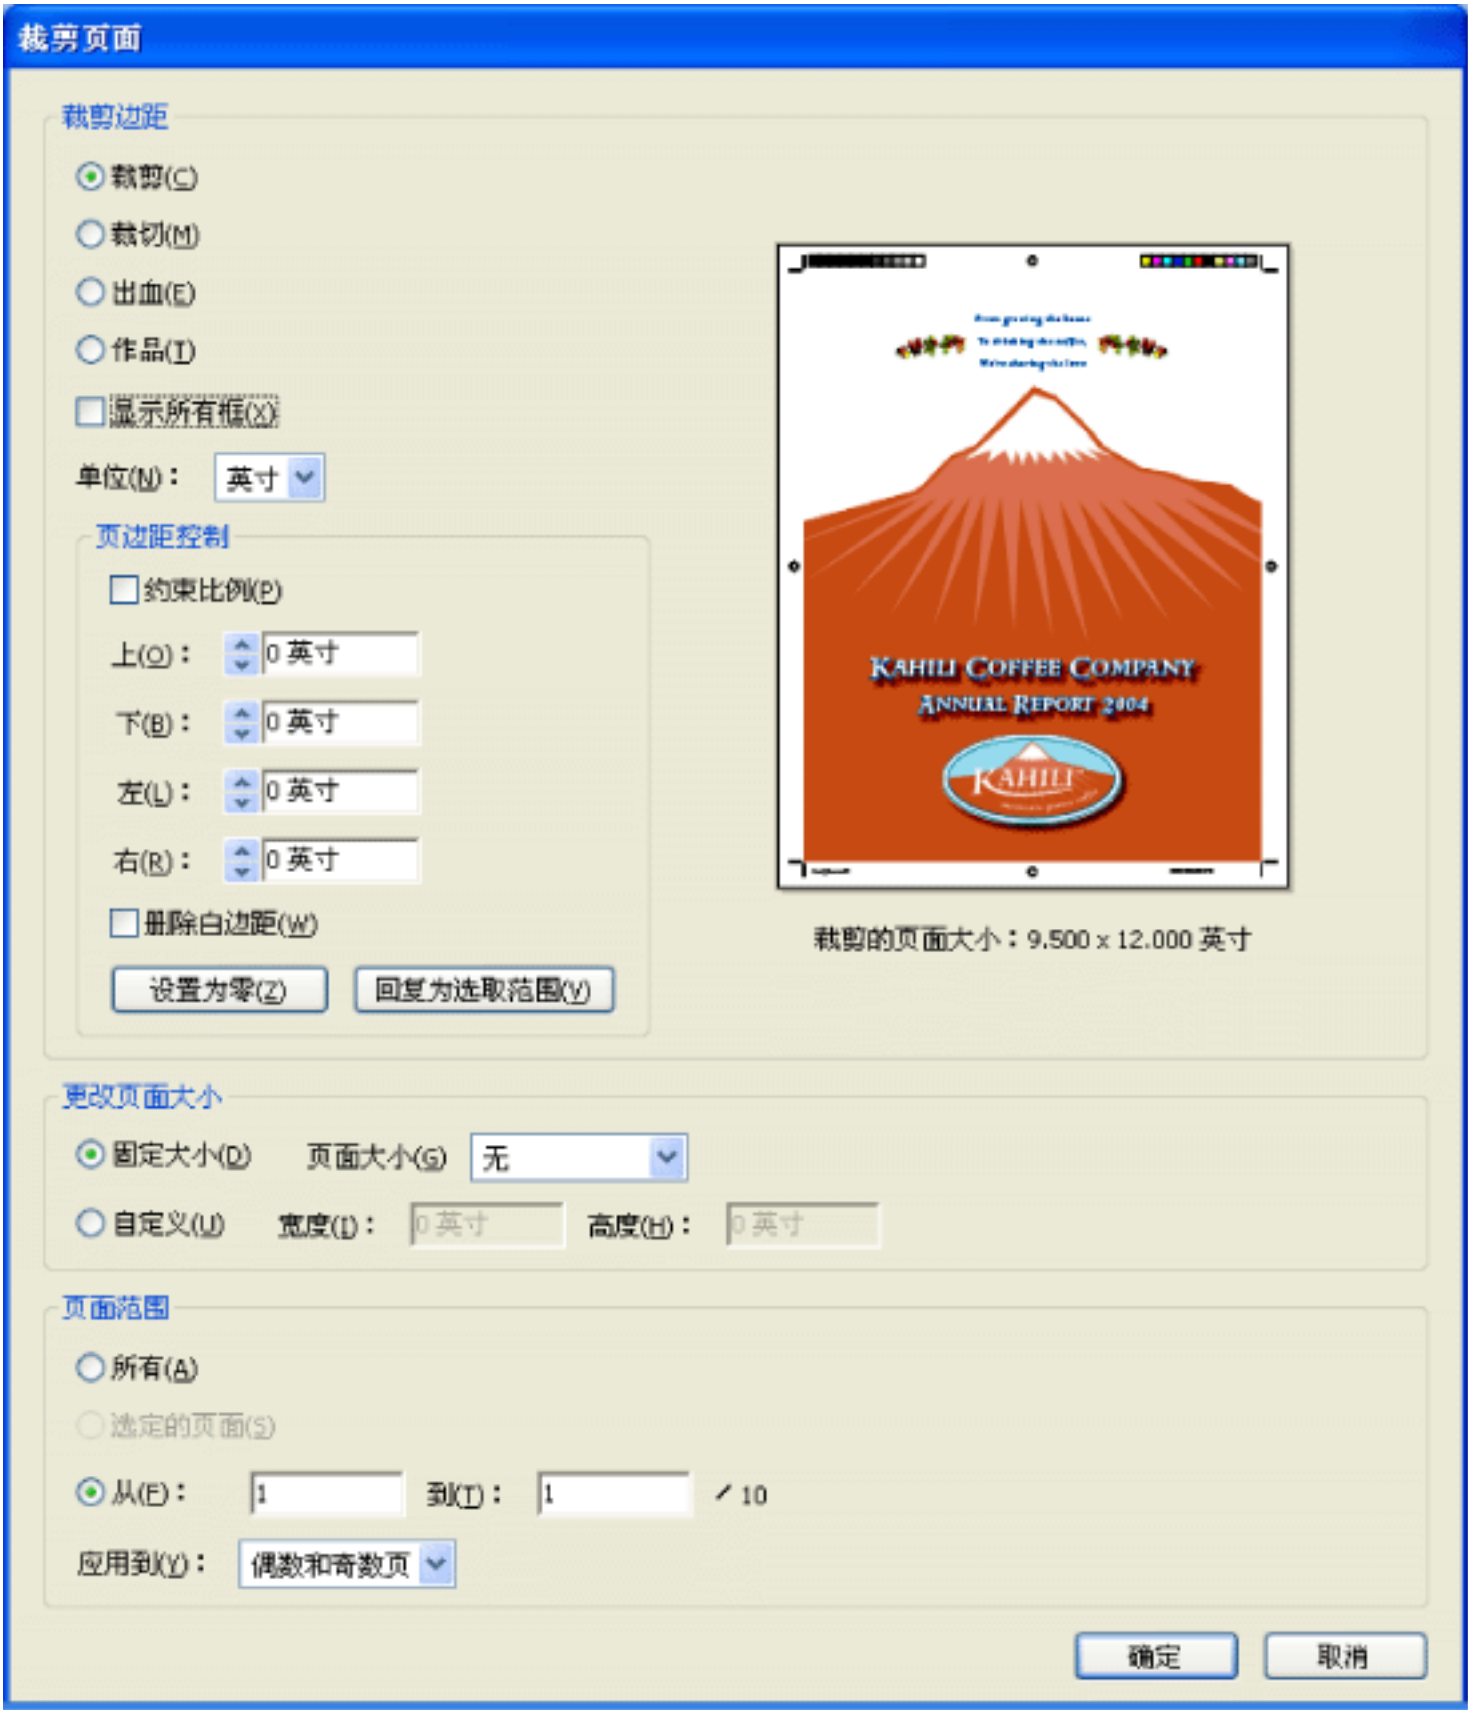 裁剪页面
裁剪边距
裁剪(C)
裁切(M)
出血(E)
作品(T)
显示所有框(X)
单位(N)： 英寸
页边距控制
约束比例(P)
上(O)： 0 英寸
下(B)： 0 英寸
左(L)： 0 英寸
右(R)： 0 英寸
删除白边距(W)
设置为零(Z) 回复为选取范围(V)
KAHILI COFFEE COMPANY
ANNUAL REPORT 2004
KAHILI
裁剪的页面大小：9.500 x 12.000 英寸
更改页面大小
固定大小(D) 页面大小(G) 无
自定义(U) 宽度(I)： 0 英寸 高度(H)： 0 英寸
页面范围
所有(A)
选定的页面(S)
从(F)： 1 到(T)： 1 / 10
应用到(Y)： 偶数和奇数页
确定 取消